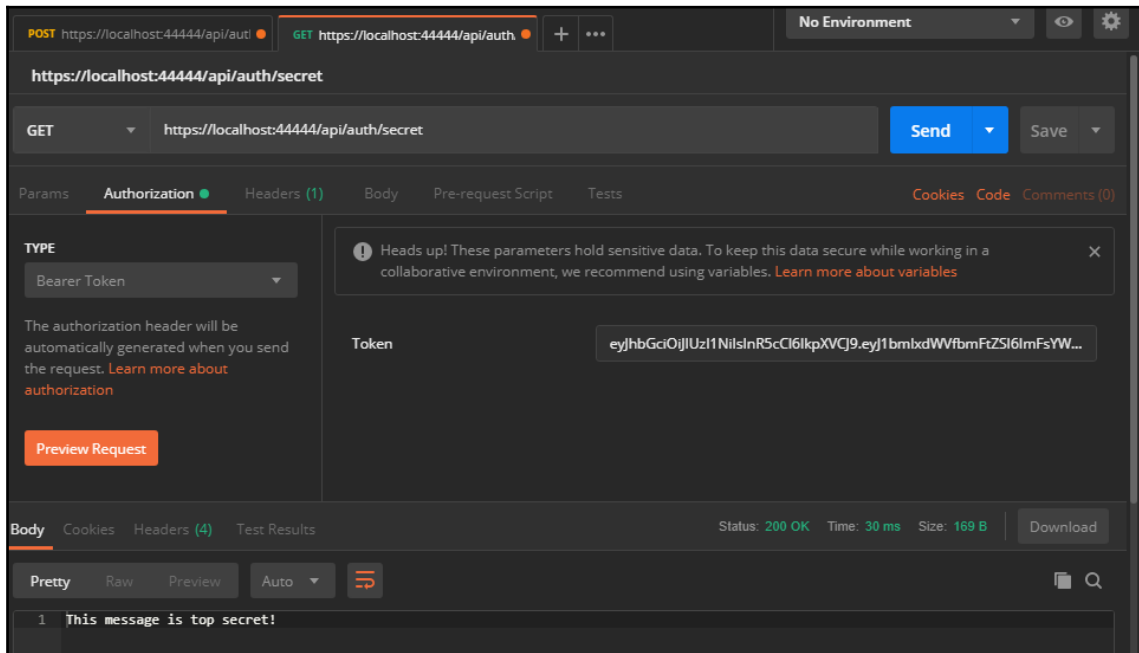 POST https://localhost:44444/api/aut
GET https://localhost:44444/api/auth.
No Environment
https://localhost:44444/api/auth/secret
GET https://localhost:44444/api/auth/secret Send Save
Params Authorization Headers (1) Body Pre-request Script Tests Cookies Code Comments (0)
TYPE
Bearer Token
The authorization header will be
automatically generated when you send
the request. Learn more about
authorization
Preview Request
Heads up! These parameters hold sensitive data. To keep this data secure while working in a
collaborative environment, we recommend using variables. Learn more about variables
Token eyJhbGciOiJIUzI1NiIsInR5cCI6IkpXVCJ9.eyJ1bmlxdWVfbmFtZSI6ImFsYW...
Body Cookies Headers (4) Test Results Status: 200 OK Time: 30 ms Size: 169 B Download
Pretty Raw Preview Auto
1 This message is top secret!